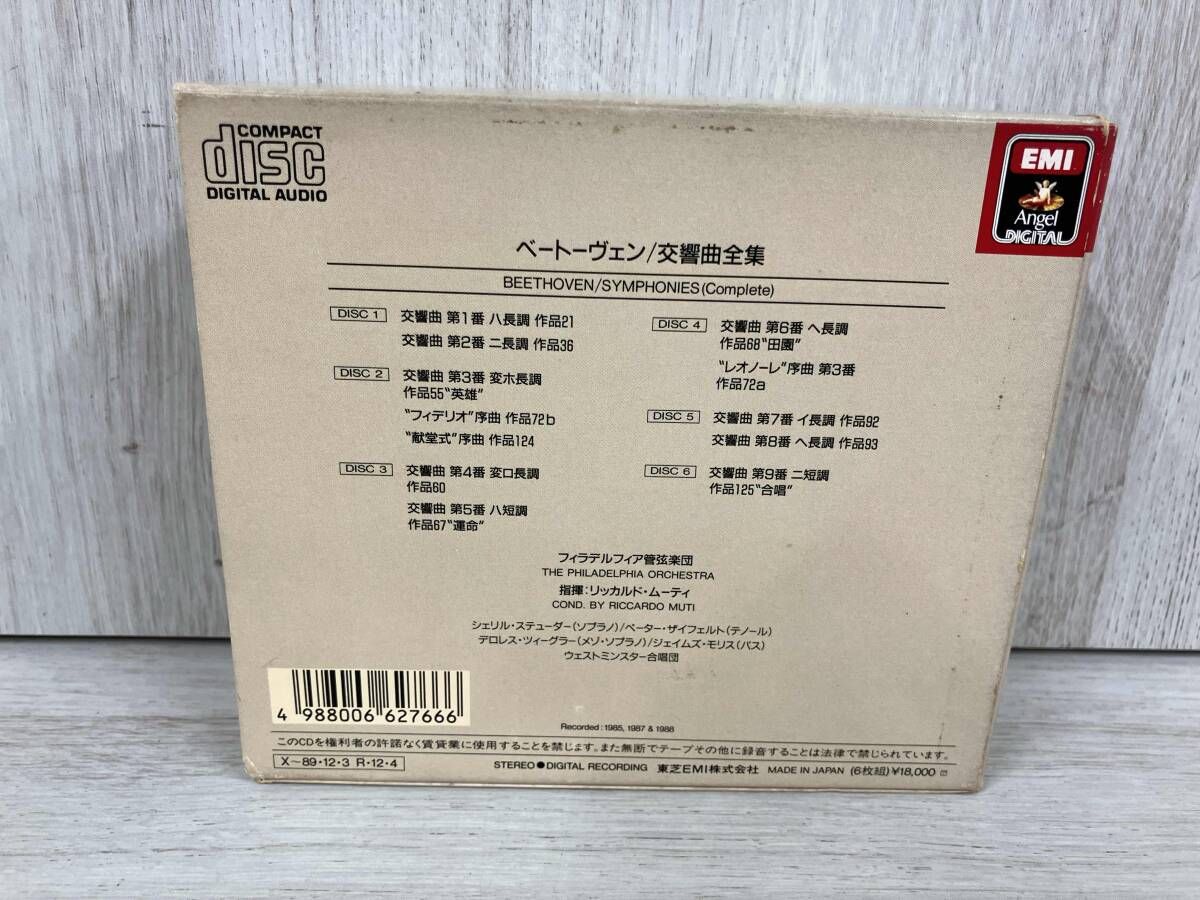 COMPACT
disc
DIGITAL AUDIO
EMI
Angel
DIGITAL
ベートーヴェン/交響曲全集
BEETHOVEN/SYMPHONIES(Complete)
DISC 1 交響曲 第1番 ハ長調 作品21
交響曲 第2番 ニ長調 作品36
DISC 2 交響曲 第3番 変ホ長調
作品55“英雄”
“フィデリオ”序曲 作品72b
“献堂式”序曲 作品124
DISC 3 交響曲 第4番 変ロ長調
作品60
交響曲 第5番 ハ短調
作品67“運命”
DISC 4 交響曲 第6番 ヘ長調
作品68“田園”
“レオノーレ”序曲 第3番
作品72a
DISC 5 交響曲 第7番 イ長調 作品92
交響曲 第8番 ヘ長調 作品93
DISC 6 交響曲 第9番 ニ短調
作品125“合唱”
フィラデルフィア管弦楽団
THE PHILADELPHIA ORCHESTRA
指揮:リッカルド・ムーティ
COND. BY RICCARDO MUTI
シェリル・ステューダー(ソプラノ)/ペーター・ザイフェルト(テノール)
デロレス・ツィーグラー(メゾ・ソプラノ)/ジェイムズ・モリス(バス)
ウェストミンスター合唱団
4 988006 627666
Recorded:1985, 1987 & 1988
このCDを権利者の許諾なく賃貸業に使用することを禁じます。また無断でテープその他に録音することは法律で禁じられています。
X〜89・12・3 R・12・4
STEREO●DIGITAL RECORDING 東芝EMI株式会社 MADE IN JAPAN (6枚組)¥18,000